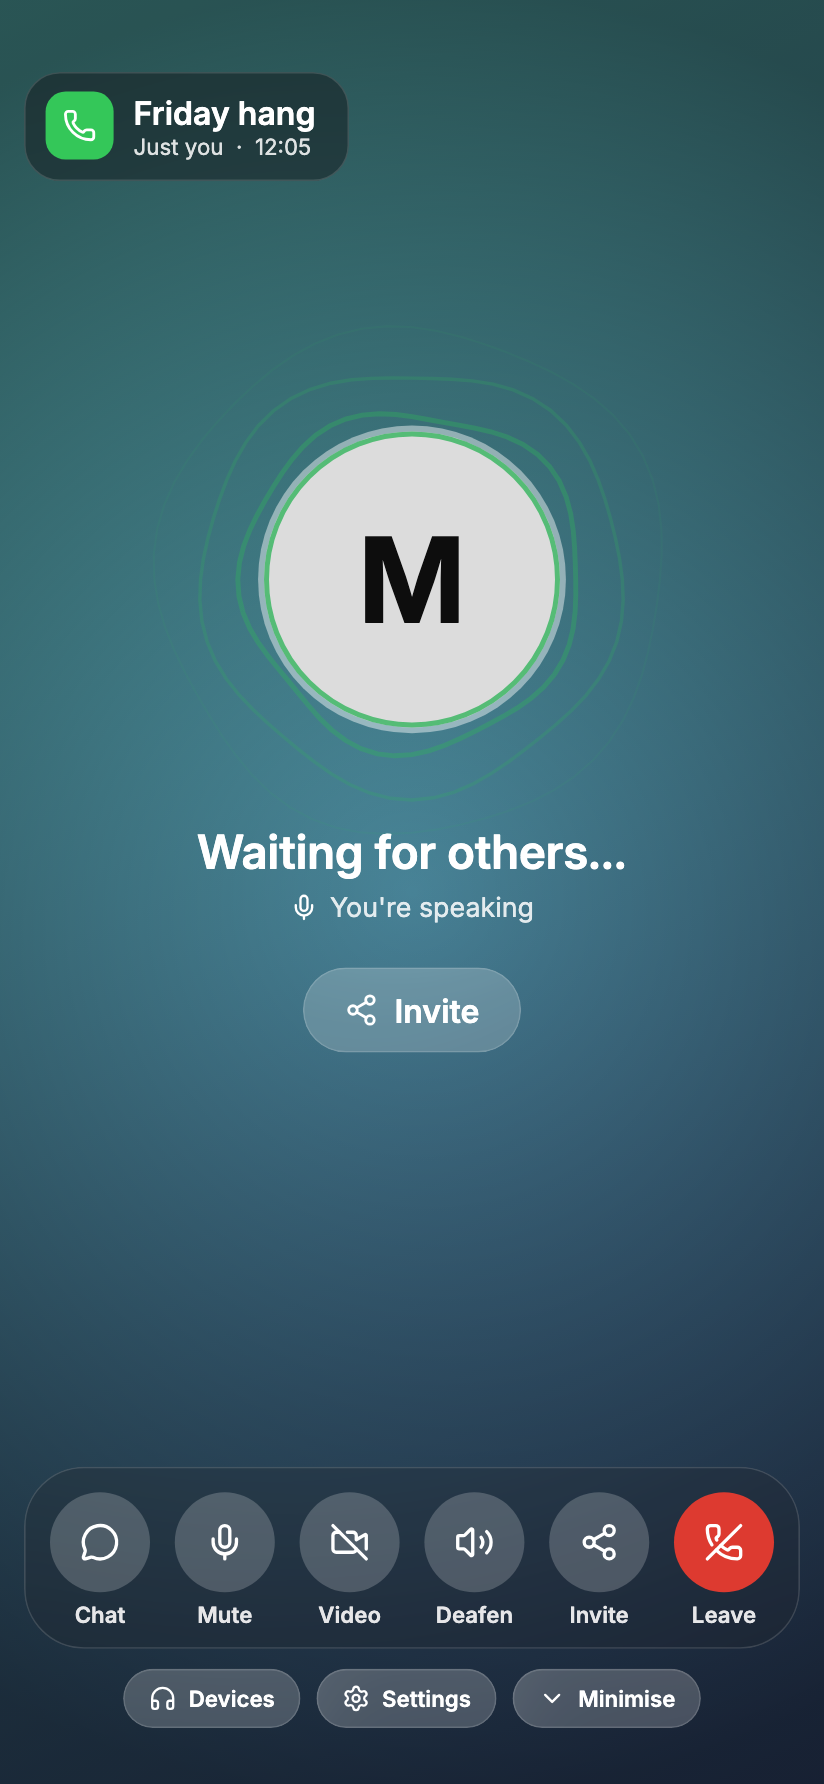 Friday hang
Just you · 12:05
M
Waiting for others...
You're speaking
Invite
Chat
Mute
Video
Deafen
Invite
Leave
Devices
Settings
Minimise